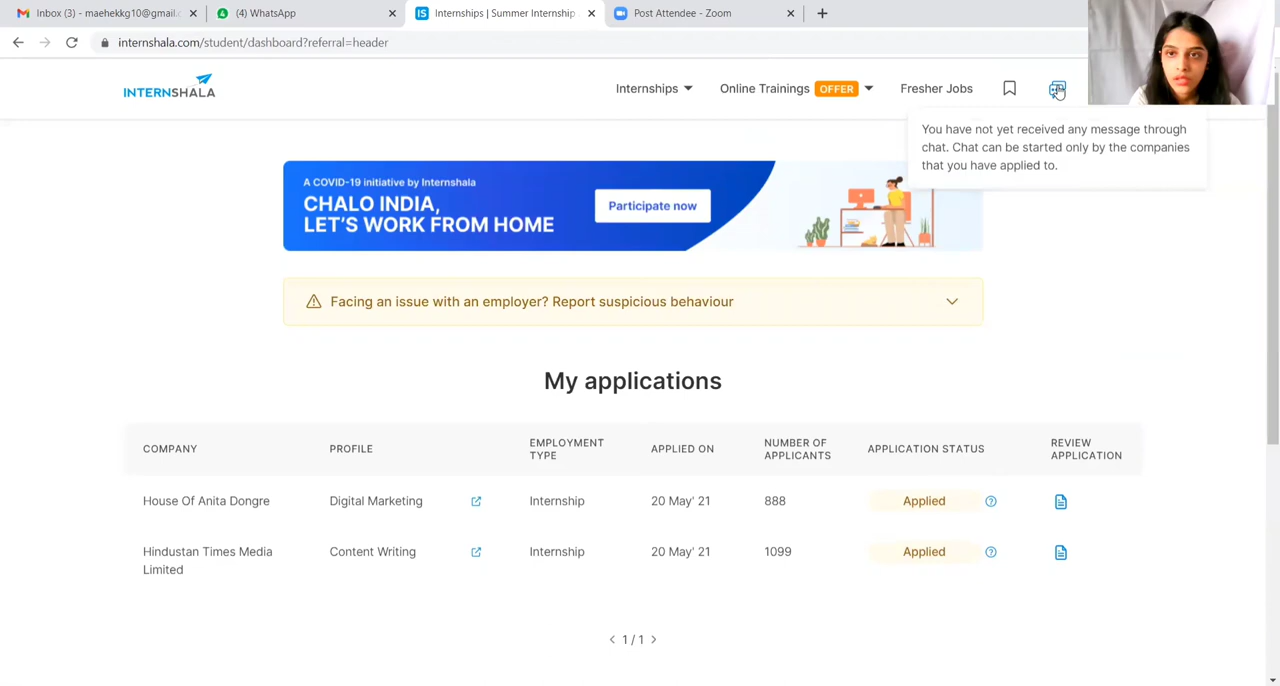 Inbox (3) - maehekkg10@gmail.c
(4) WhatsApp
Internships | Summer Internship
Post Attendee - Zoom
internshala.com/student/dashboard?referral=header
INTERNSHALA
Internships
Online Trainings OFFER
Fresher Jobs
You have not yet received any message through
chat. Chat can be started only by the companies
that you have applied to.
A COVID-19 initiative by Internshala
CHALO INDIA,
LET'S WORK FROM HOME
Participate now
Facing an issue with an employer? Report suspicious behaviour
My applications
COMPANY
PROFILE
EMPLOYMENT
TYPE
APPLIED ON
NUMBER OF
APPLICANTS
APPLICATION STATUS
REVIEW
APPLICATION
House Of Anita Dongre
Digital Marketing
Internship
20 May' 21
888
Applied
Hindustan Times Media
Limited
Content Writing
Internship
20 May' 21
1099
Applied
1 / 1